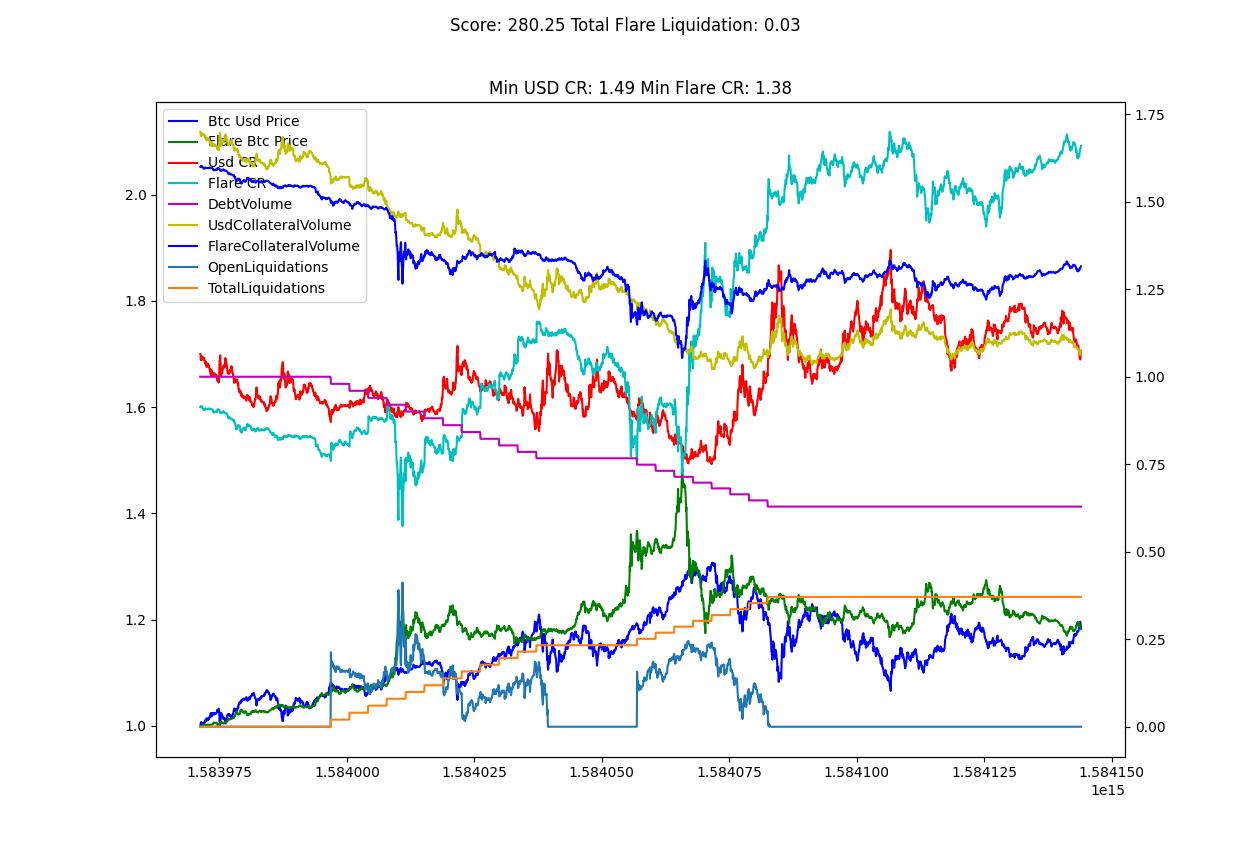 Score: 280.25 Total Flare Liquidation: 0.03
Min USD CR: 1.49 Min Flare CR: 1.38
Btc Usd Price
Flare Btc Price
Usd CR
Flare CR
DebtVolume
UsdCollateralVolume
FlareCollateralVolume
OpenLiquidations
TotalLiquidations
2.0
1.8
1.6
1.4
1.2
1.0
1.75
1.50
1.25
1.00
0.75
0.50
0.25
0.00
1.583975 1.584000 1.584025 1.584050 1.584075 1.584100 1.584125 1.584150
1e15